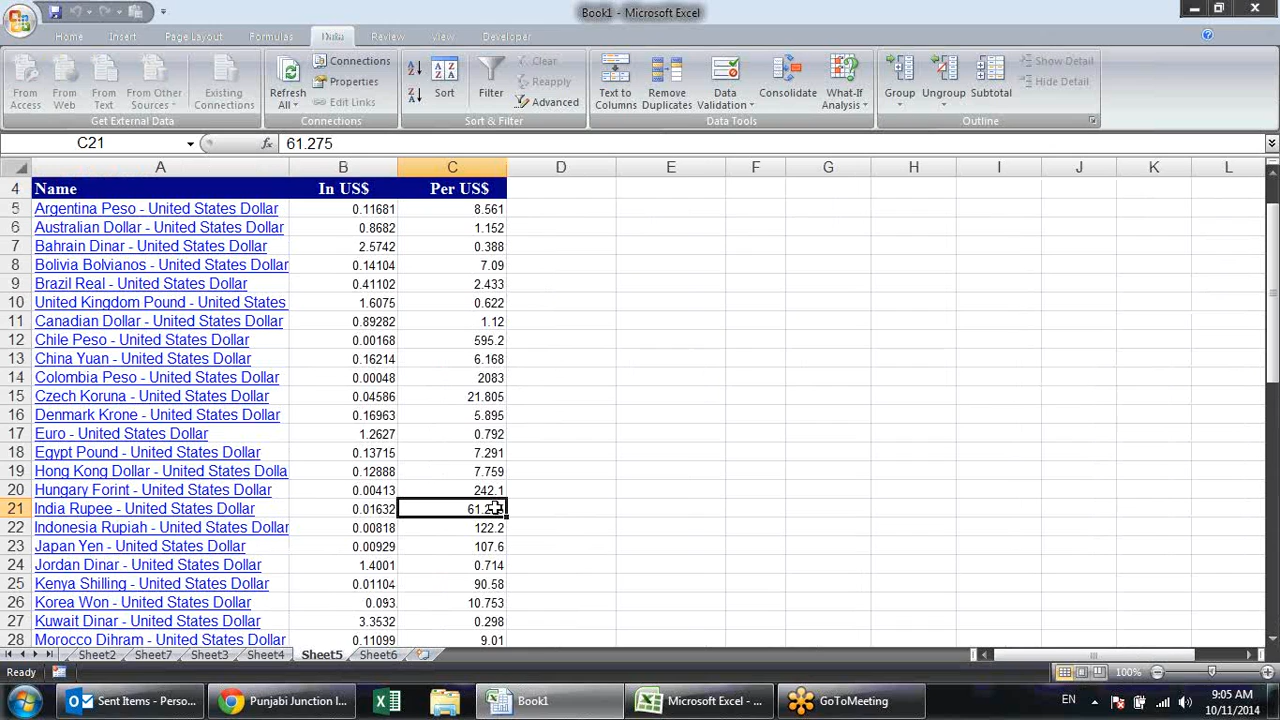 Book1 - Microsoft Excel
Home Insert Page Layout Formulas Data Review View Developer
From Access
From Web
From Text
From Other Sources
Existing Connections
Get External Data
Refresh All
Connections
Properties
Edit Links
Connections
Sort
Filter
Clear
Reapply
Advanced
Sort & Filter
Text to Columns
Remove Duplicates
Data Validation
Consolidate
What-If Analysis
Data Tools
Group
Ungroup
Subtotal
Show Detail
Hide Detail
Outline
C21 fx 61.275
A B C D E F G H I J K L
4 Name In US$ Per US$
5 Argentina Peso - United States Dollar 0.11681 8.561
6 Australian Dollar - United States Dollar 0.8682 1.152
7 Bahrain Dinar - United States Dollar 2.5742 0.388
8 Bolivia Bolvianos - United States Dollar 0.14104 7.09
9 Brazil Real - United States Dollar 0.41102 2.433
10 United Kingdom Pound - United States 1.6075 0.622
11 Canadian Dollar - United States Dollar 0.89282 1.12
12 Chile Peso - United States Dollar 0.00168 595.2
13 China Yuan - United States Dollar 0.16214 6.168
14 Colombia Peso - United States Dollar 0.00048 2083
15 Czech Koruna - United States Dollar 0.04586 21.805
16 Denmark Krone - United States Dollar 0.16963 5.895
17 Euro - United States Dollar 1.2627 0.792
18 Egypt Pound - United States Dollar 0.13715 7.291
19 Hong Kong Dollar - United States Dolla 0.12888 7.759
20 Hungary Forint - United States Dollar 0.00413 242.1
21 India Rupee - United States Dollar 0.01632
22 Indonesia Rupiah - United States Dollar 0.00818 122.2
23 Japan Yen - United States Dollar 0.00929 107.6
24 Jordan Dinar - United States Dollar 1.4001 0.714
25 Kenya Shilling - United States Dollar 0.01104 90.58
26 Korea Won - United States Dollar 0.093 10.753
27 Kuwait Dinar - United States Dollar 3.3532 0.298
28 Morocco Dihram - United States Dollar 0.11099 9.01
Sheet2 Sheet7 Sheet3 Sheet4 Sheet5 Sheet6
Ready 100%
Sent Items - Perso... Punjabi Junction I... Book1 Microsoft Excel - ... GoToMeeting EN 9:05 AM
10/11/2014